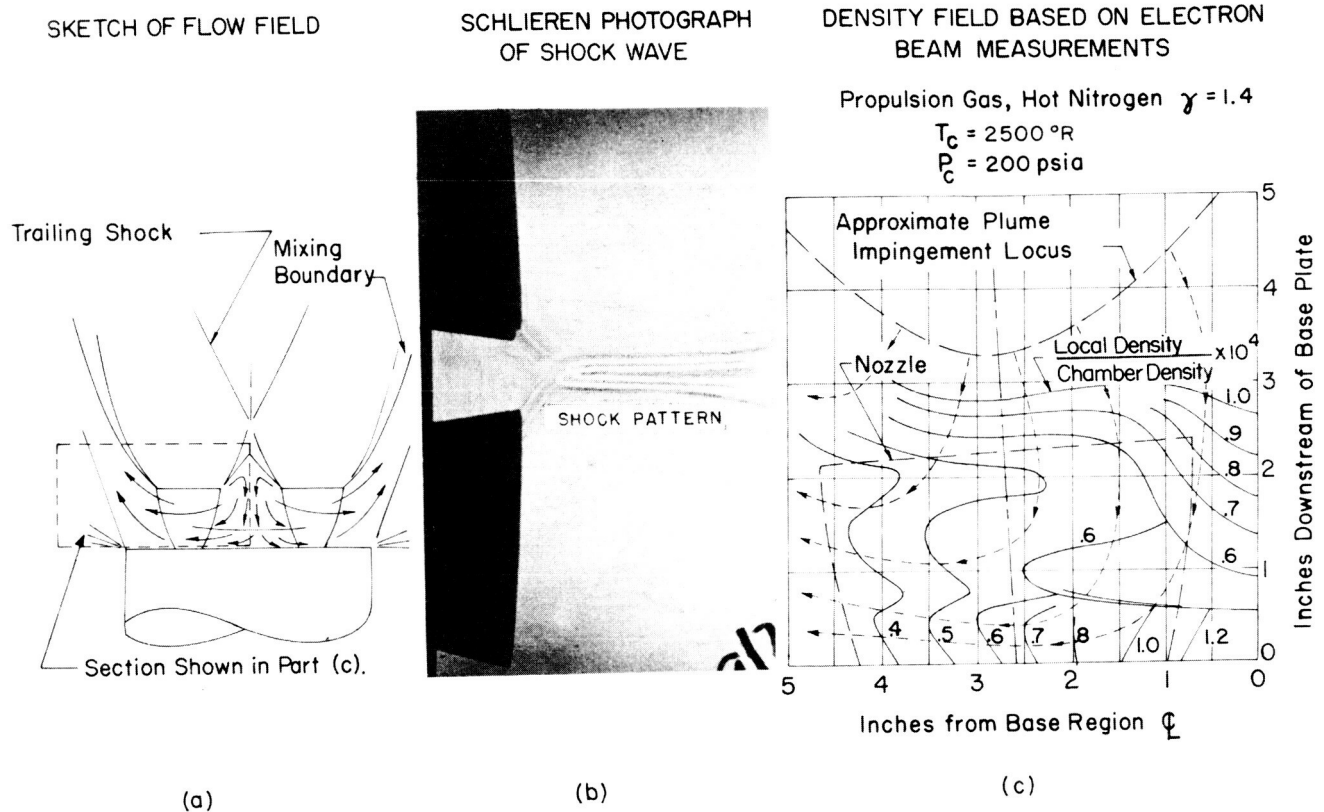 SKETCH OF FLOW FIELD
SCHLIEREN PHOTOGRAPH
OF SHOCK WAVE
DENSITY FIELD BASED ON ELECTRON
BEAM MEASUREMENTS
Propulsion Gas, Hot Nitrogen γ = 1.4
T_c = 2500 °R
P_c = 200 psia
Trailing Shock
Mixing
Boundary
Section Shown in Part (c).
SHOCK PATTERN
Approximate Plume
Impingement Locus
Nozzle
Local Density
Chamber Density
×10⁴
1.0
.9
.8
.7
.6
.6
.4
.5
.6
.7
.8
1.0
1.2
5
4
3
2
1
0
Inches Downstream of Base Plate
5
4
3
2
1
0
Inches from Base Region ℄
(a)
(b)
(c)